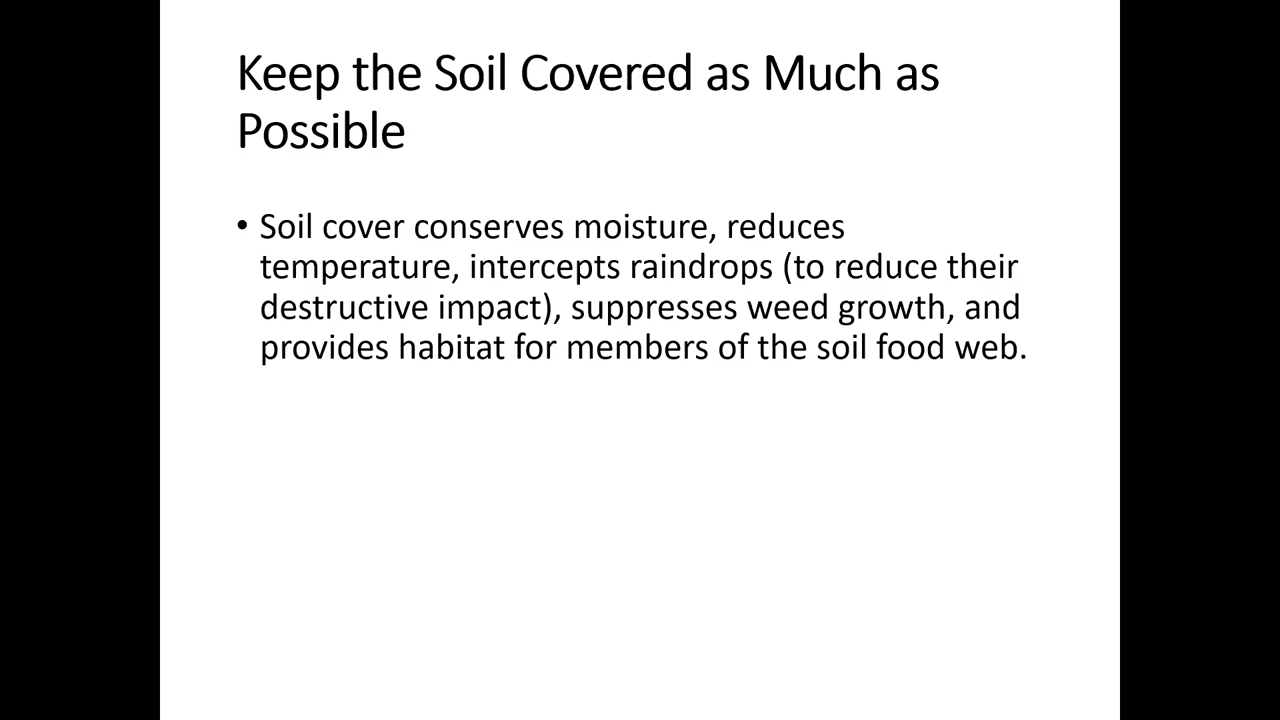 Keep the Soil Covered as Much as
Possible
• Soil cover conserves moisture, reduces
temperature, intercepts raindrops (to reduce their
destructive impact), suppresses weed growth, and
provides habitat for members of the soil food web.